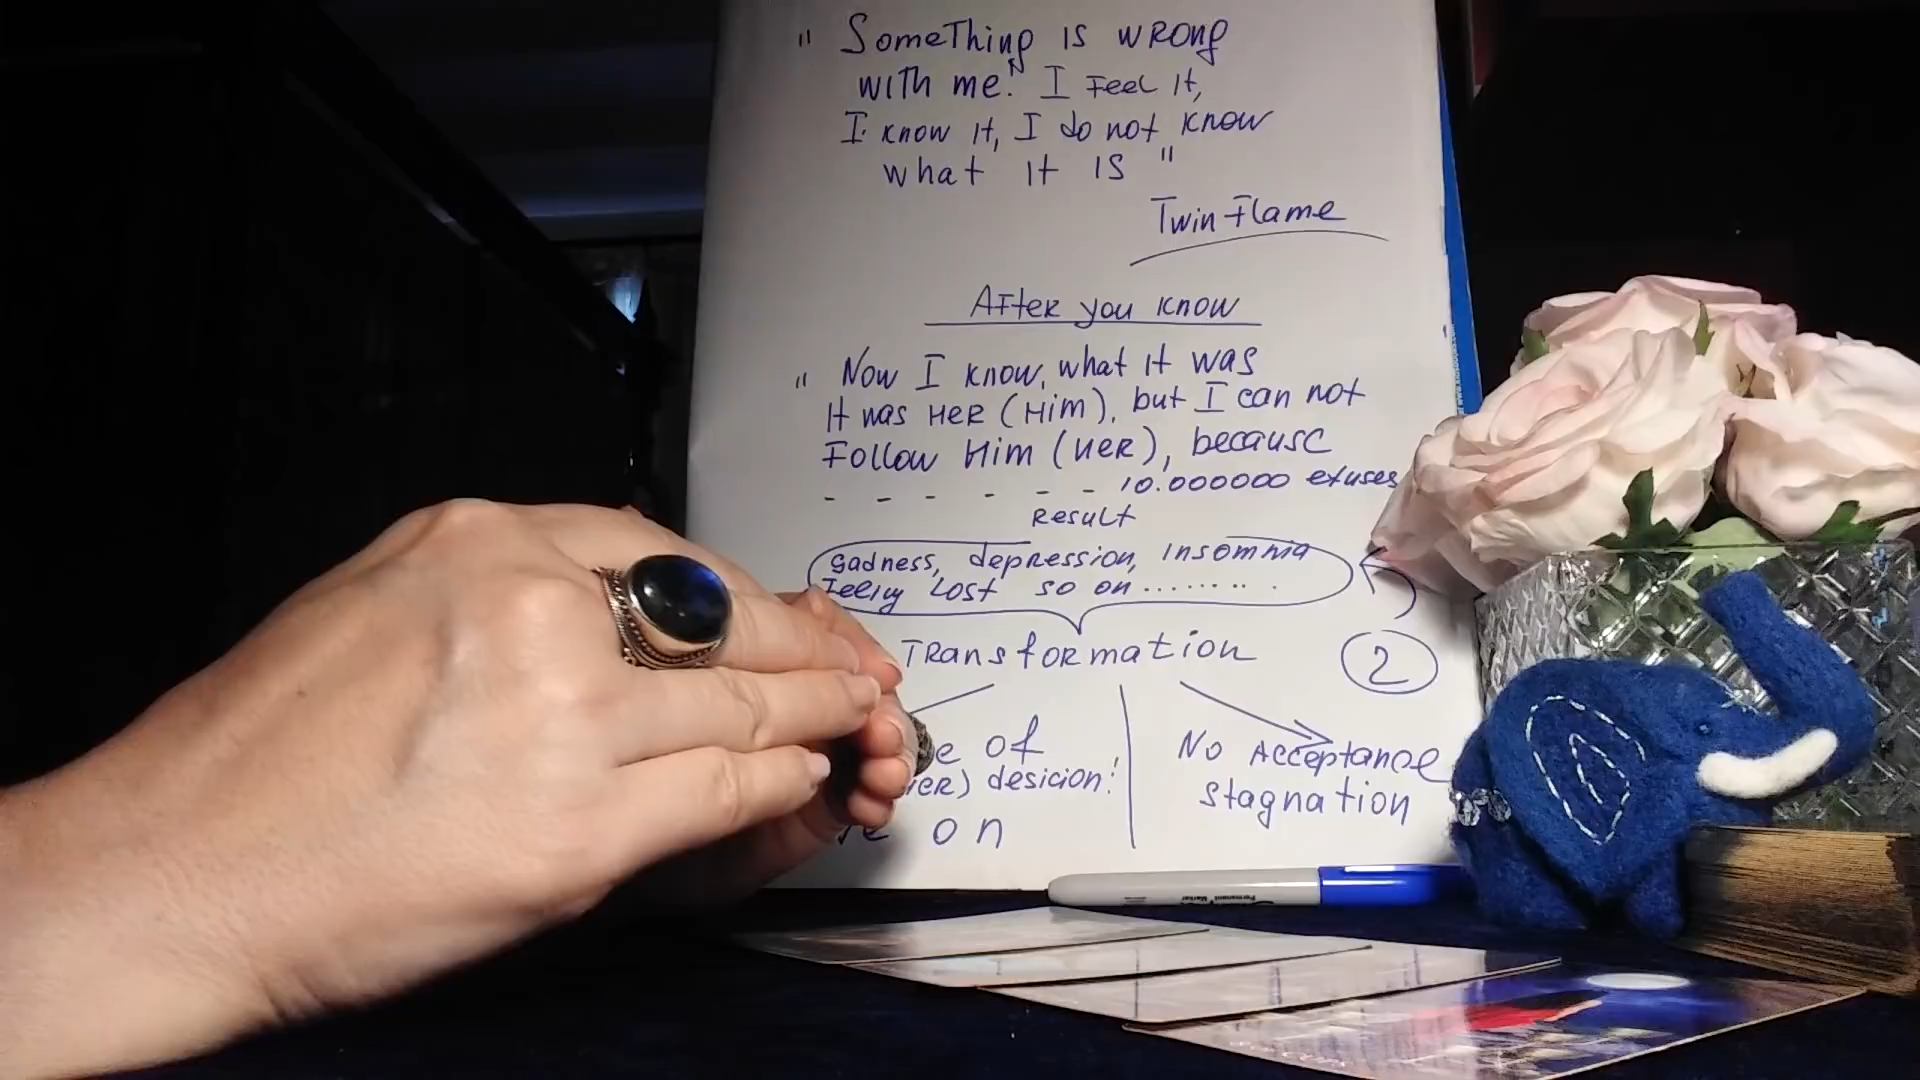 " Something is wrong
with me." I Feel it,
I know it, I do not know
what it is "
Twin Flame
After you know
" Now I know, what it was
It was Her (Him), but I can not
Follow Him (Her), because
- - - - - - 10.000000 exuses
Result
sadness, depression, insomnia
Feeling Lost so on .........
Transformation
2
of
desicion!
on
No Acceptance
stagnation
Permanent
Marker